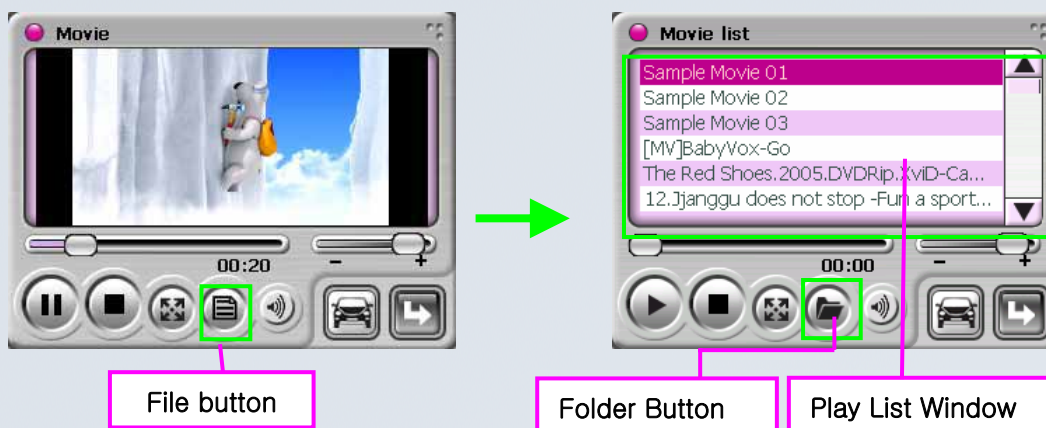 Movie
00:20
– +
File button
Movie list
Sample Movie 01
Sample Movie 02
Sample Movie 03
[MV]BabyVox-Go
The Red Shoes.2005.DVDRip.XviD-Ca...
12.Jjanggu does not stop -Fun a sport...
00:00
– +
Folder Button
Play List Window